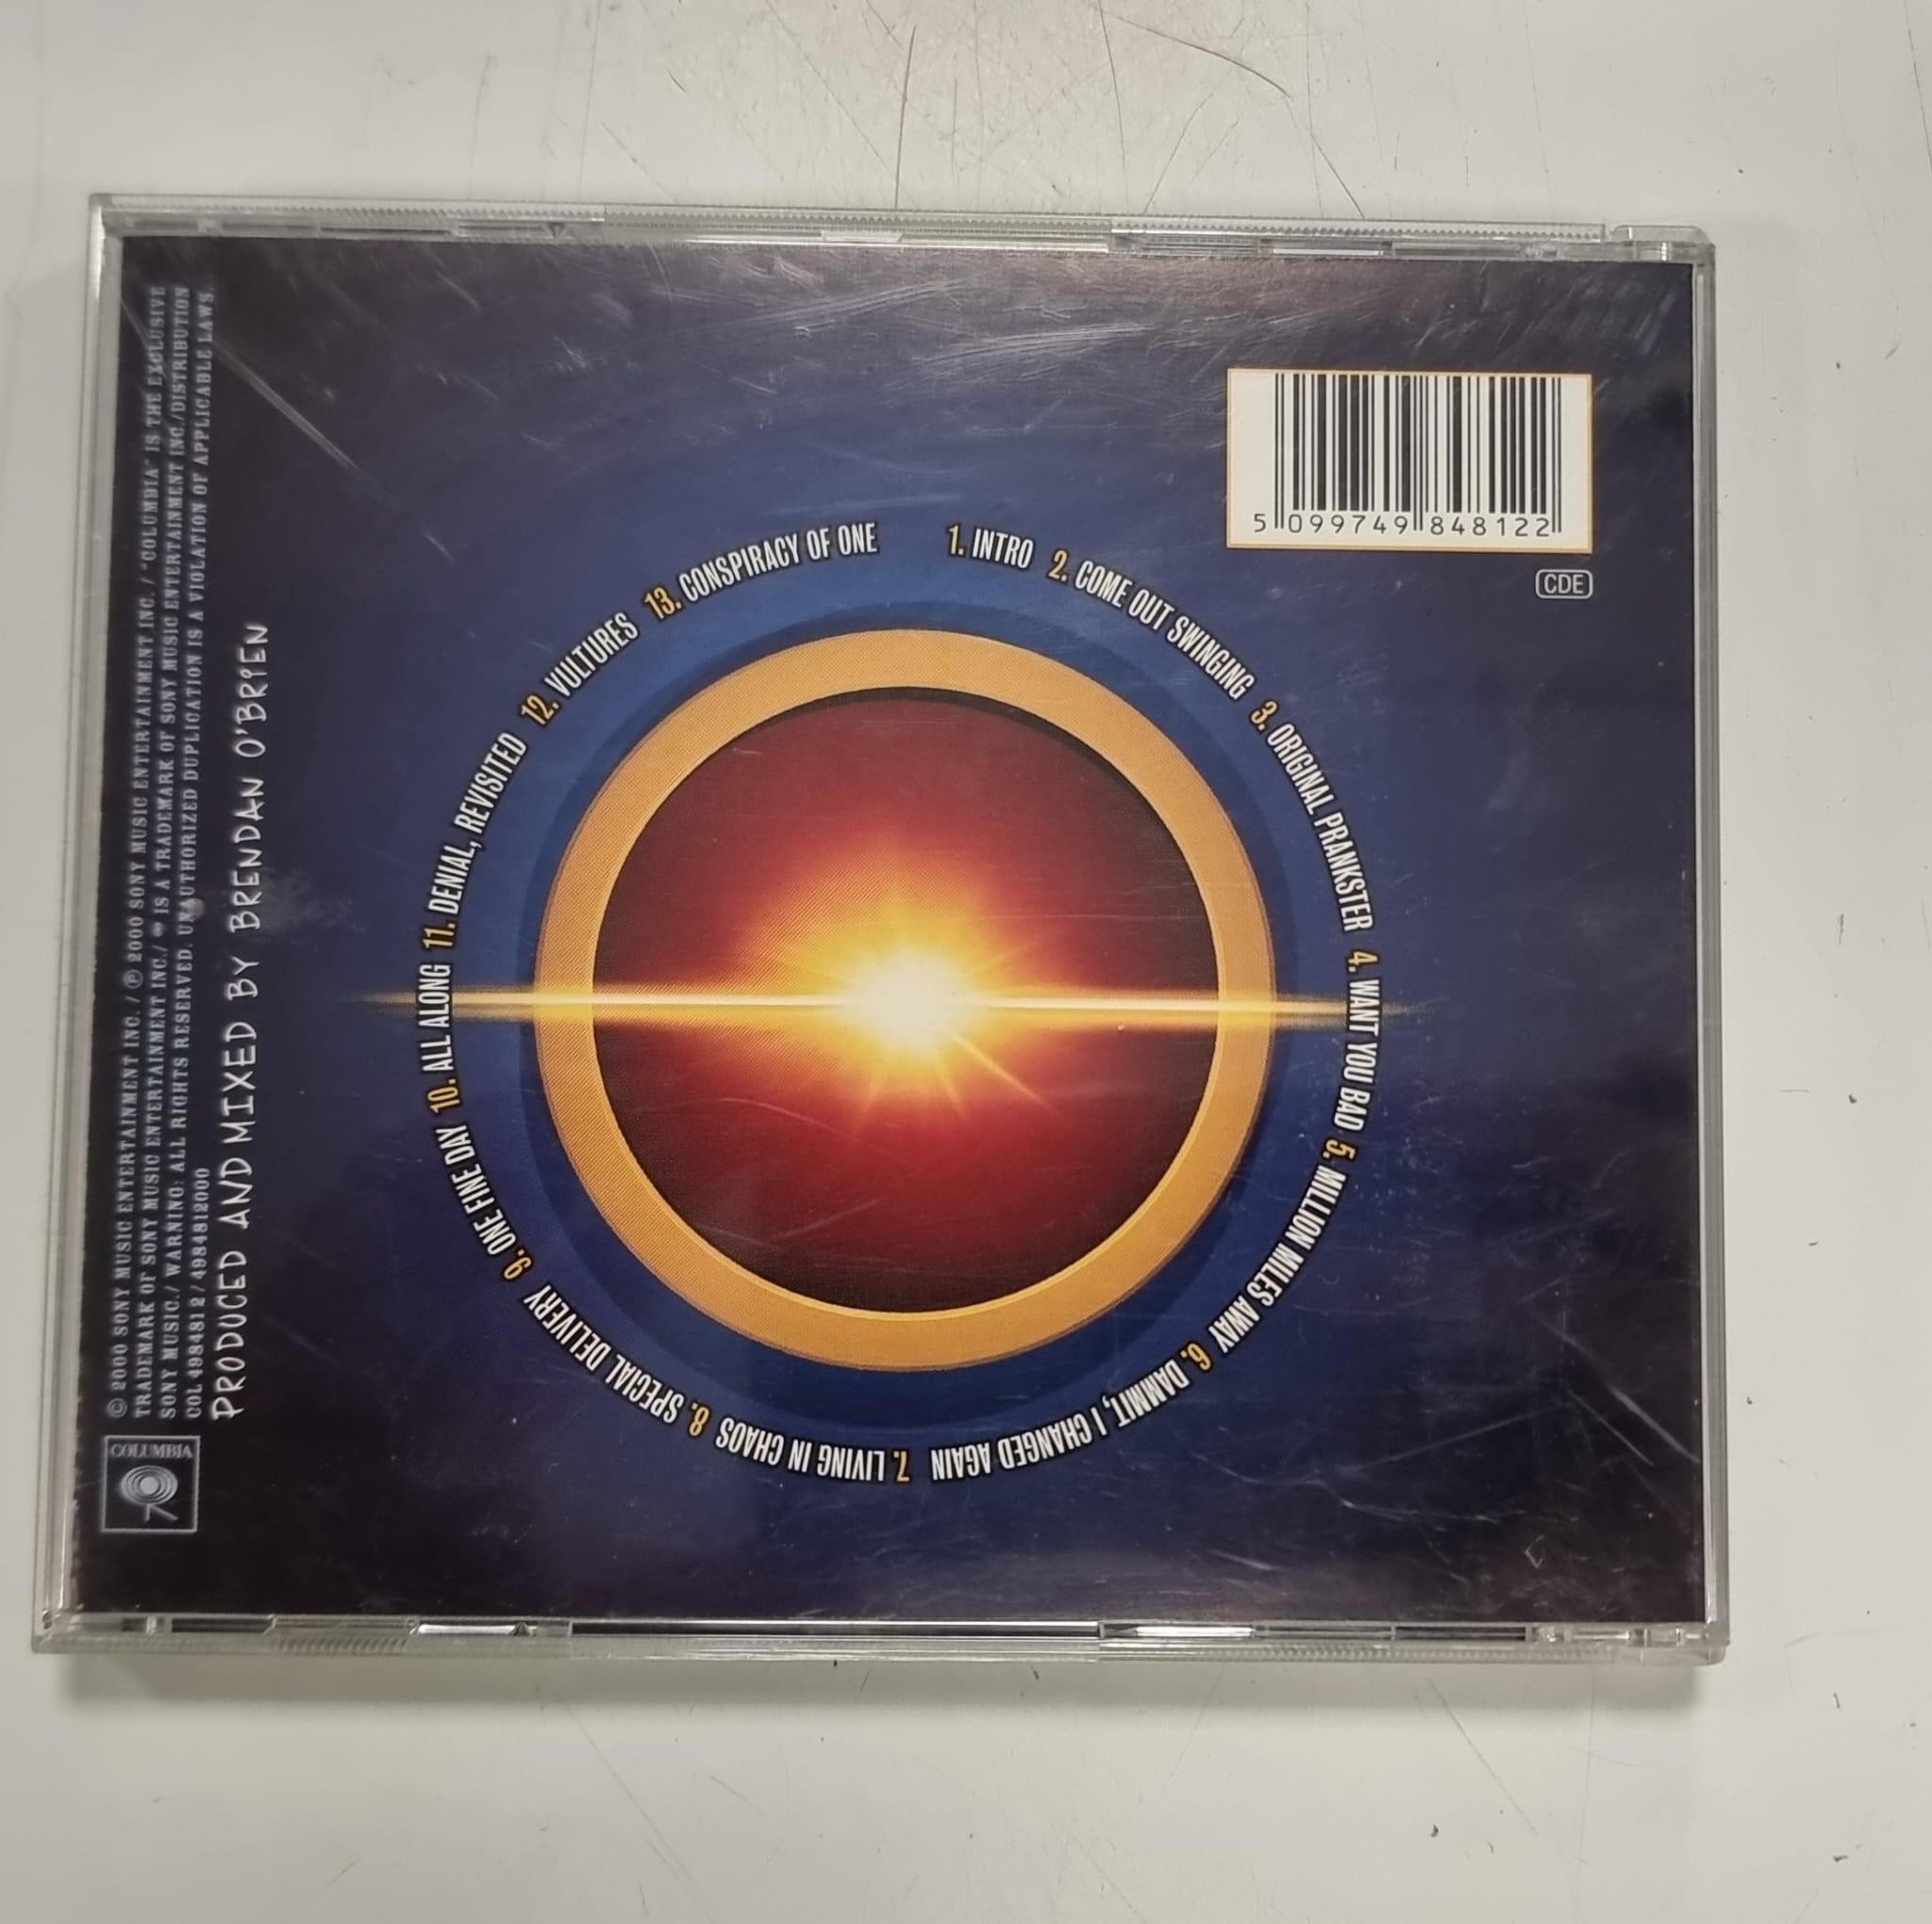 1. INTRO
2. COME OUT SWINGING
3. ORIGINAL PRANKSTER
4. WANT YOU BAD
5. MILLION MILES AWAY
6. DAMMIT, I CHANGED AGAIN
7. LIVING IN CHAOS
8. SPECIAL DELIVERY
9. ONE FINE DAY
10. ALL ALONG
11. DENIAL, REVISITED
12. VULTURES
13. CONSPIRACY OF ONE
5 099749 848122
CDE
© 2000 SONY MUSIC ENTERTAINMENT INC. / ℗ 2000 SONY MUSIC ENTERTAINMENT INC. / "COLUMBIA" IS THE EXCLUSIVE
TRADEMARK OF SONY MUSIC ENTERTAINMENT INC./ IS A TRADEMARK OF SONY MUSIC ENTERTAINMENT INC./DISTRIBUTION
SONY MUSIC./ WARNING: ALL RIGHTS RESERVED. UNAUTHORIZED DUPLICATION IS A VIOLATION OF APPLICABLE LAWS.
COL 4984812/4984812000
PRODUCED AND MIXED BY BRENDAN O'BRIEN
COLUMBIA